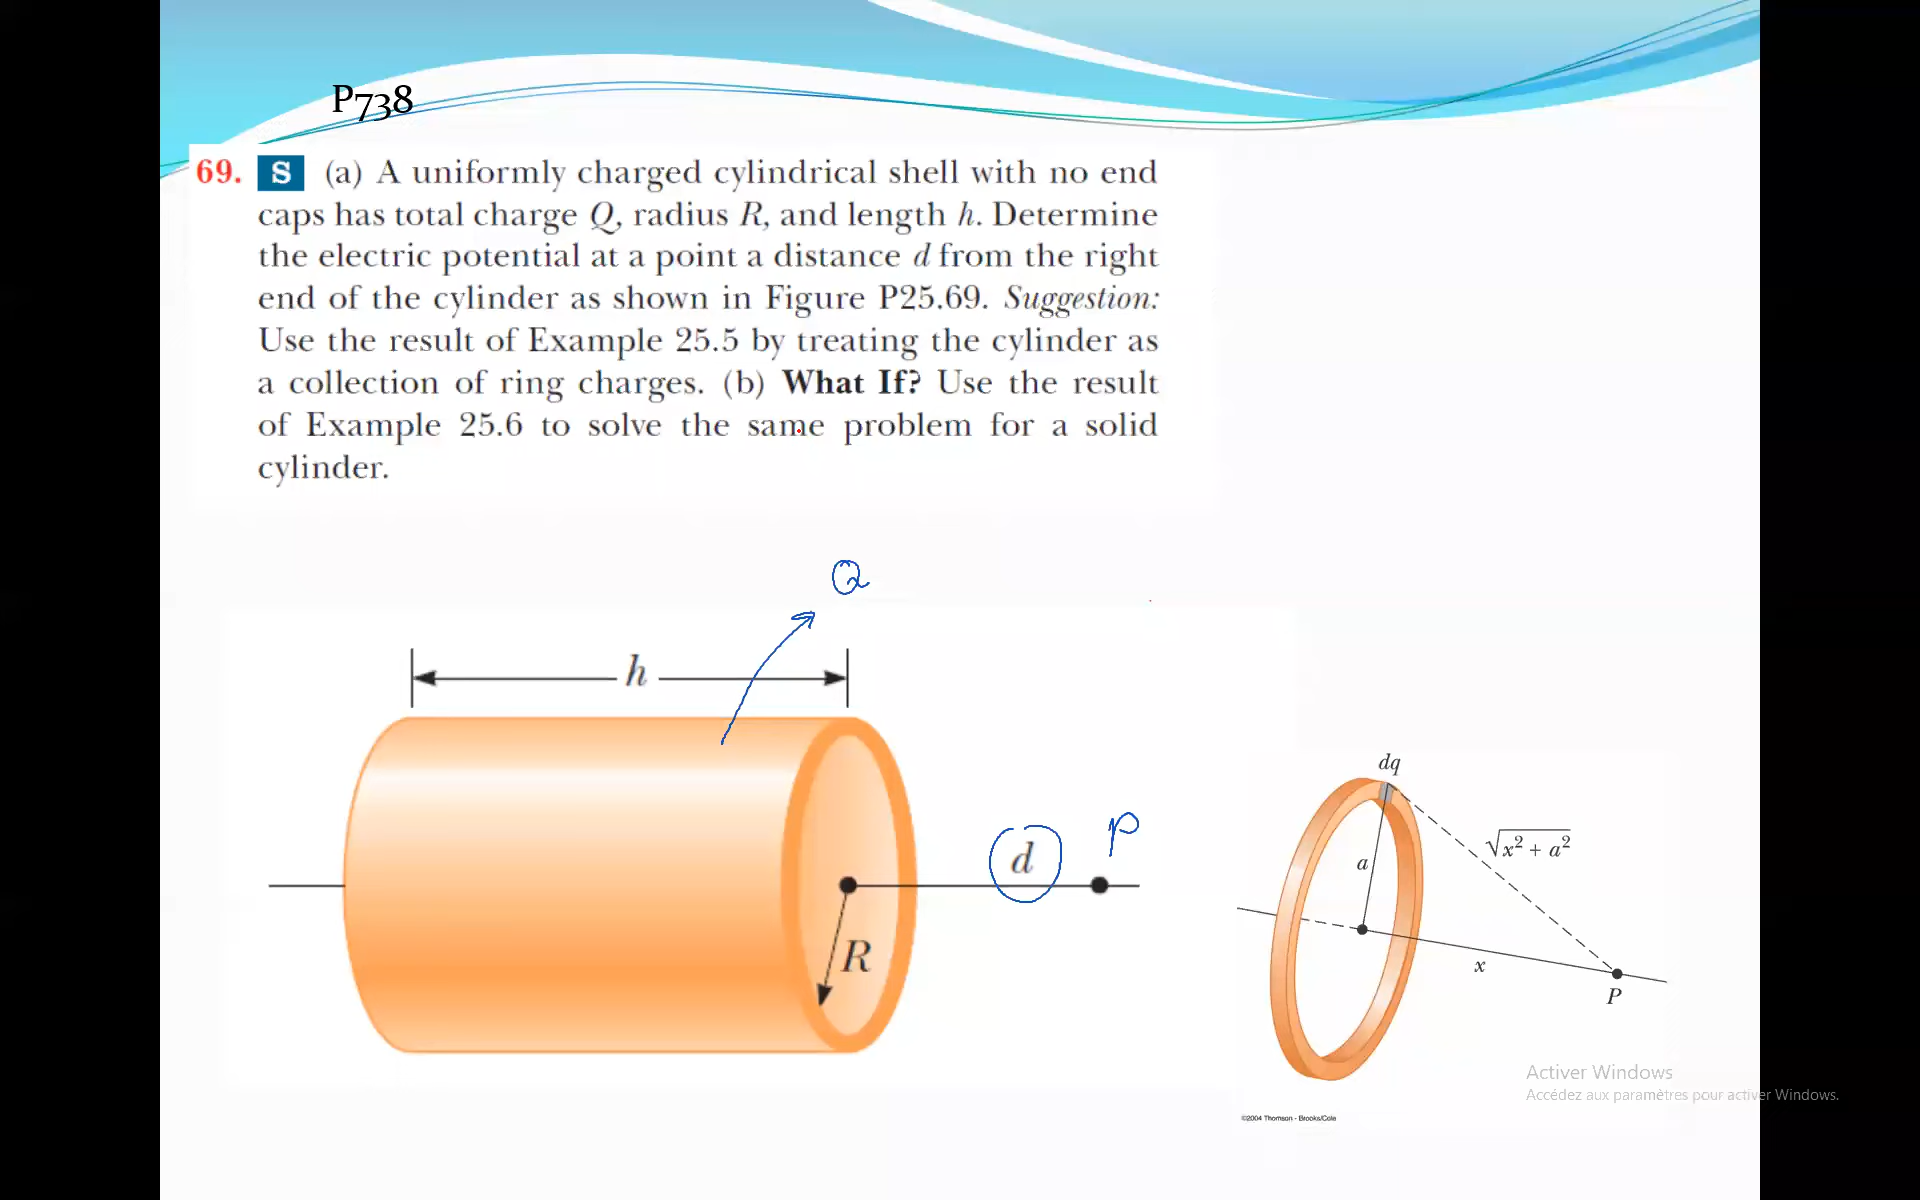 P738
69. S (a) A uniformly charged cylindrical shell with no end
caps has total charge Q, radius R, and length h. Determine
the electric potential at a point a distance d from the right
end of the cylinder as shown in Figure P25.69. Suggestion:
Use the result of Example 25.5 by treating the cylinder as
a collection of ring charges. (b) What If? Use the result
of Example 25.6 to solve the same problem for a solid
cylinder.
Q
h
d
P
R
dq
√x² + a²
a
x
P
Activer Windows
Accédez aux paramètres pour activer Windows.
©2004 Thomson - Brooks/Cole